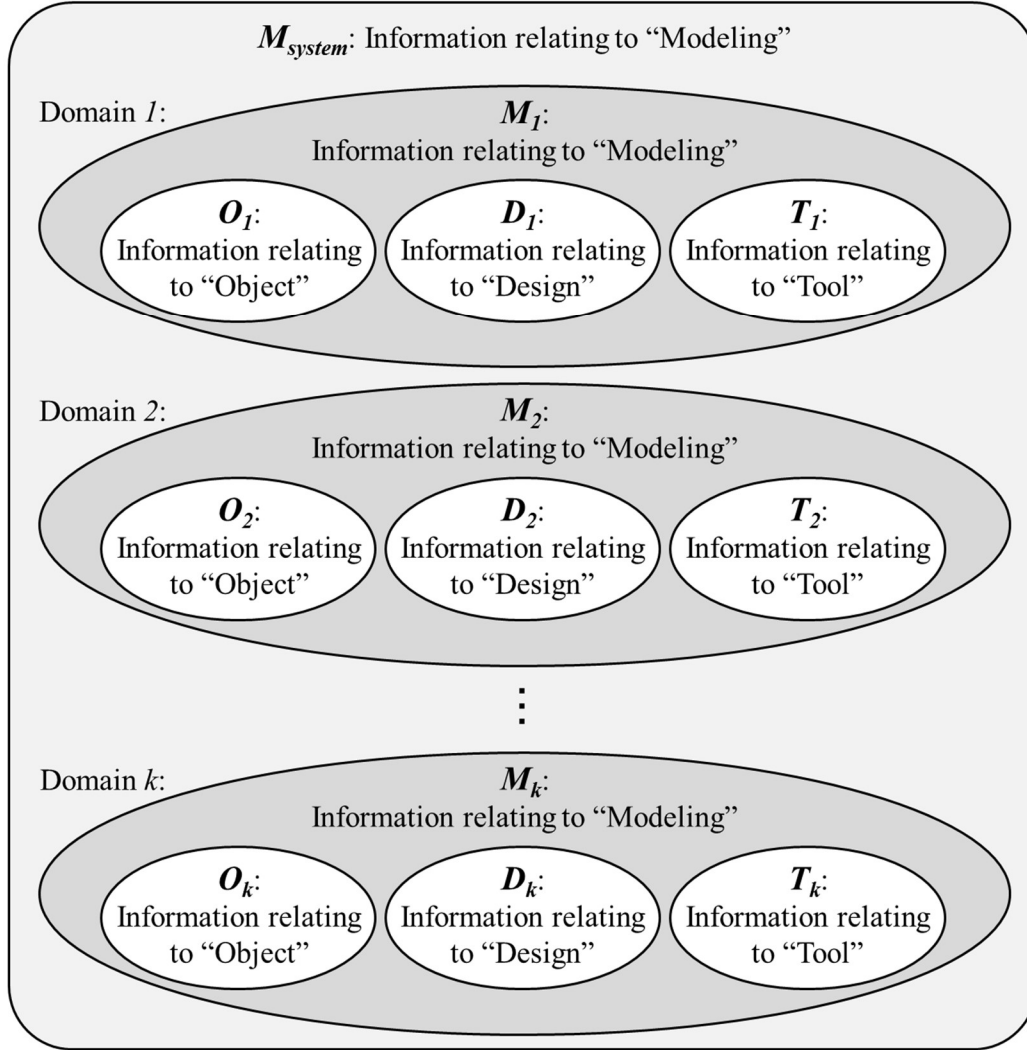 M_system: Information relating to “Modeling”
Domain 1:
M_1:
Information relating to “Modeling”
O_1:
Information relating
to “Object”
D_1:
Information relating
to “Design”
T_1:
Information relating
to “Tool”
Domain 2:
M_2:
Information relating to “Modeling”
O_2:
Information relating
to “Object”
D_2:
Information relating
to “Design”
T_2:
Information relating
to “Tool”
⋮
Domain k:
M_k:
Information relating to “Modeling”
O_k:
Information relating
to “Object”
D_k:
Information relating
to “Design”
T_k:
Information relating
to “Tool”